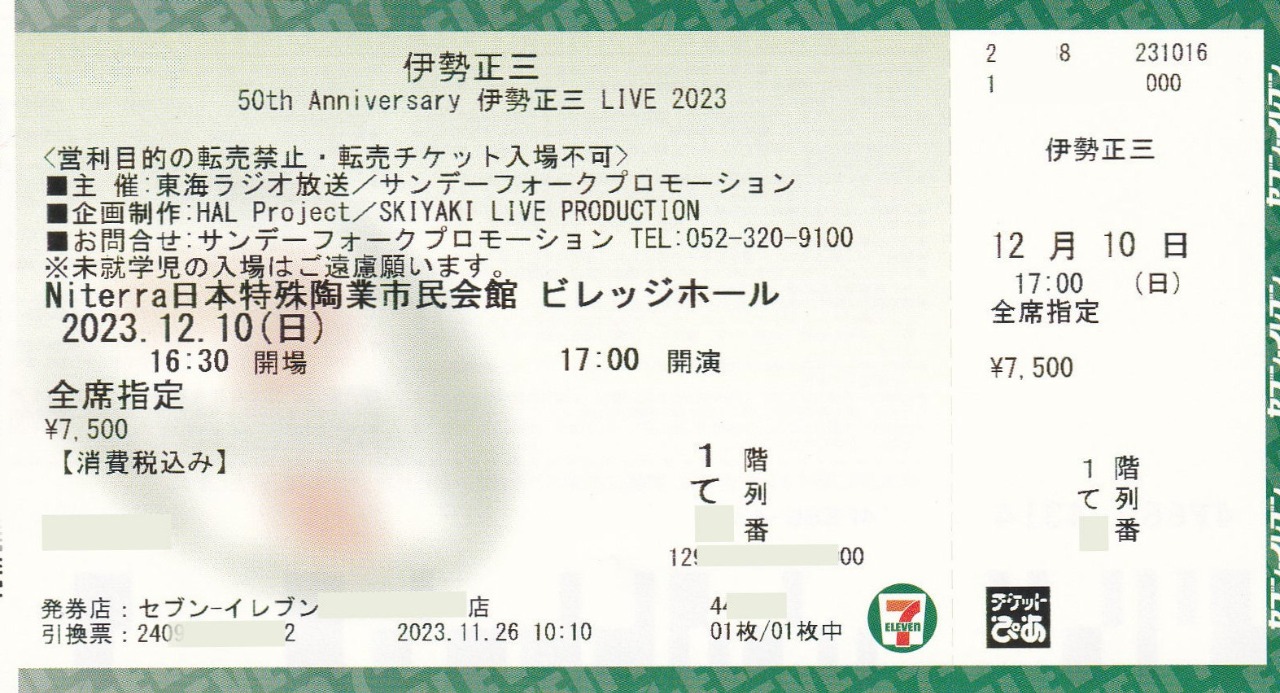 伊勢正三
50th Anniversary 伊勢正三 LIVE 2023
<営利目的の転売禁止・転売チケット入場不可>
■主 催:東海ラジオ放送／サンデーフォークプロモーション
■企画制作:HAL Project／SKIYAKI LIVE PRODUCTION
■お問合せ:サンデーフォークプロモーション TEL:052-320-9100
※未就学児の入場はご遠慮願います。
Niterra日本特殊陶業市民会館 ビレッジホール
2023.12.10(日)
16:30 開場 17:00 開演
全席指定
¥7,500
【消費税込み】
1 階
て 列
番
129 00
発券店：セブン-イレブン 店 44
引換票：2409 2 2023.11.26 10:10 01枚/01枚中
7 ELEVEN
2 8 231016
1 000
伊勢正三
12 月 10 日
17:00 (日)
全席指定
¥7,500
1 階
て 列
番
チケットぴあ